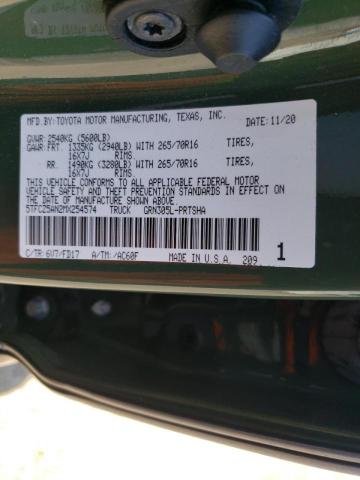 MFD.BY:TOYOTA MOTOR MANUFACTURING, TEXAS, INC. DATE:11/20
GVWR:2540KG (5600LB)
GAWR:FRT. 1335KG (2940LB) WITH 265/70R16 TIRES,
16X7J RIMS.
RR. 1490KG (3280LB) WITH 265/70R16 TIRES,
16X7J RIMS.
THIS VEHICLE CONFORMS TO ALL APPLICABLE FEDERAL MOTOR
VEHICLE SAFETY AND THEFT PREVENTION STANDARDS IN EFFECT ON
THE DATE OF MANUFACTURE SHOWN ABOVE.
5TFCZ5AN2MX254574 TRUCK GRN305L-PRTSHA
1
C/TR:6V7/FD17 A/TM:/AC60F MADE IN U.S.A. 209